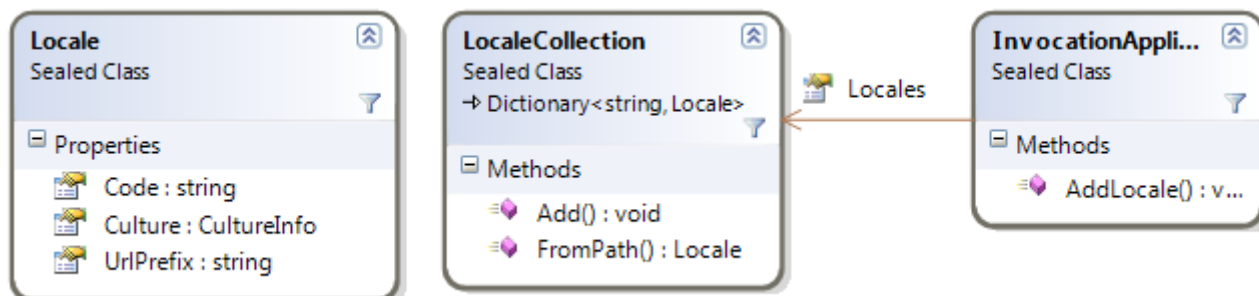 Locale
Sealed Class
Properties
Code : string
Culture : CultureInfo
UrlPrefix : string
LocaleCollection
Sealed Class
Dictionary<string, Locale>
Methods
Add() : void
FromPath() : Locale
Locales
InvocationAppli...
Sealed Class
Methods
AddLocale() : v...